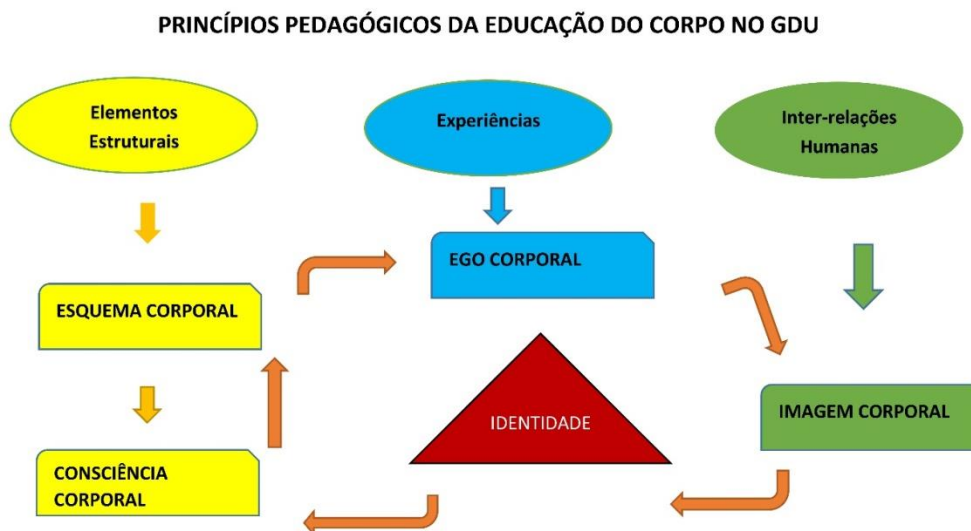 PRINCÍPIOS PEDAGÓGICOS DA EDUCAÇÃO DO CORPO NO GDU
Elementos
Estruturais
Experiências
Inter-relações
Humanas
EGO CORPORAL
ESQUEMA CORPORAL
IMAGEM CORPORAL
IDENTIDADE
CONSCIÊNCIA
CORPORAL